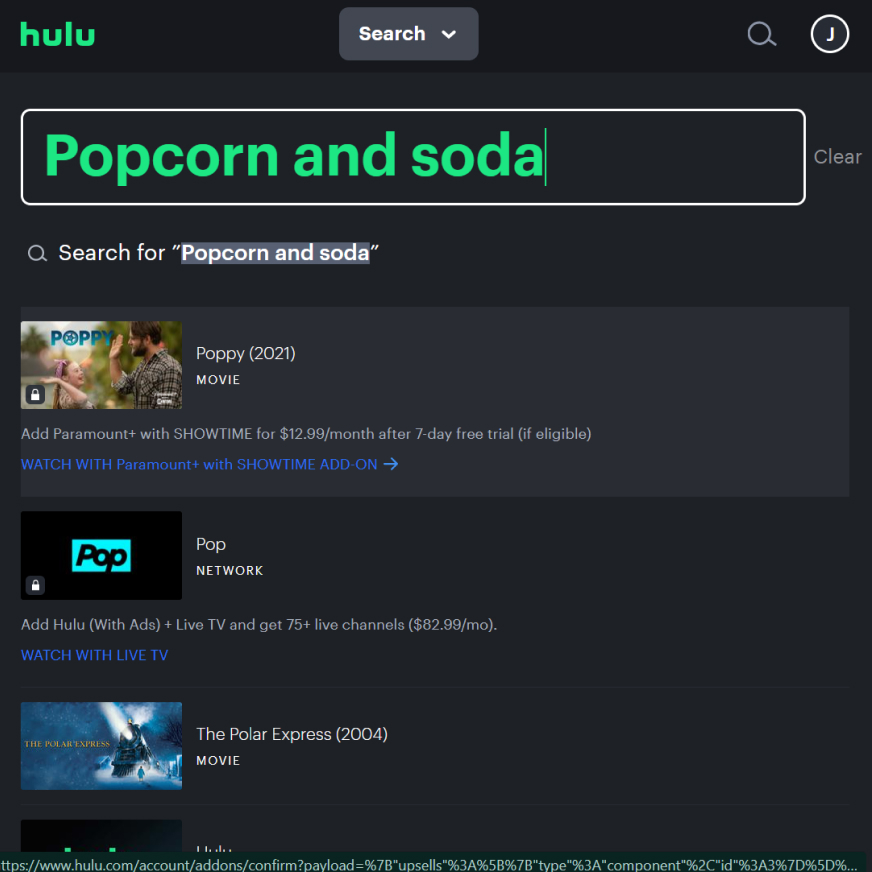 hulu
Search
J
Popcorn and soda
Clear
Search for “Popcorn and soda”
POPPY
Poppy (2021)
MOVIE
Add Paramount+ with SHOWTIME for $12.99/month after 7-day free trial (if eligible)
WATCH WITH Paramount+ with SHOWTIME ADD-ON
Pop
Pop
NETWORK
Add Hulu (With Ads) + Live TV and get 75+ live channels ($82.99/mo).
WATCH WITH LIVE TV
THE POLAR EXPRESS
The Polar Express (2004)
MOVIE
Hulu
ttps://www.hulu.com/account/addons/confirm?payload=%7B"upsells"%3A%5B%7B"type"%3A"component"%2C"id"%3A3%7D%5D%...